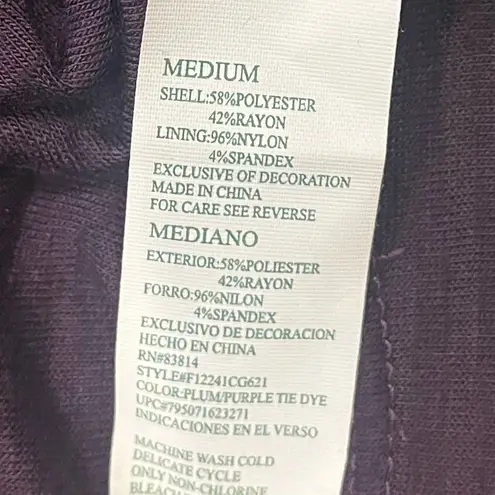 MEDIUM
SHELL:58%POLYESTER
42%RAYON
LINING:96%NYLON
4%SPANDEX
EXCLUSIVE OF DECORATION
MADE IN CHINA
FOR CARE SEE REVERSE
MEDIANO
EXTERIOR:58%POLIESTER
42%RAYON
FORRO:96%NILON
4%SPANDEX
EXCLUSIVO DE DECORACION
HECHO EN CHINA
RN#83814
STYLE#F12241CG621
COLOR:PLUM/PURPLE TIE DYE
UPC#795071623271
INDICACIONES EN EL VERSO
MACHINE WASH COLD
DELICATE CYCLE
ONLY NON-CHLORINE